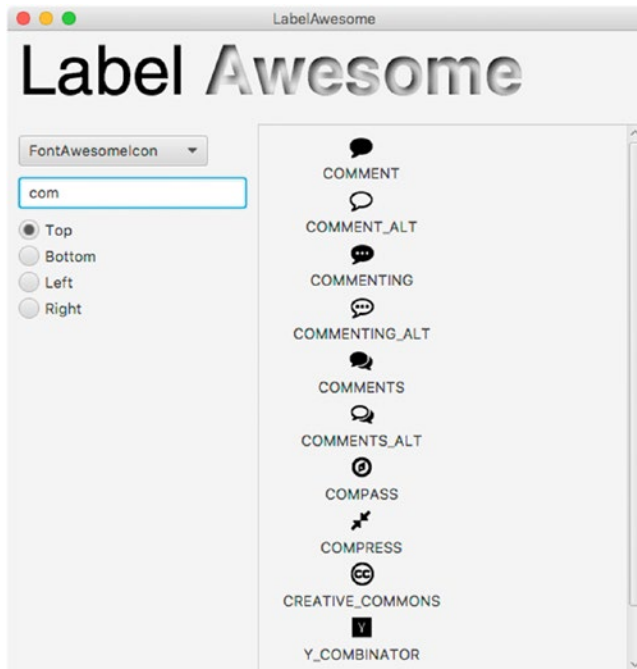 LabelAwesome
Label Awesome
FontAwesomeIcon
com
Top
Bottom
Left
Right
COMMENT
COMMENT_ALT
COMMENTING
COMMENTING_ALT
COMMENTS
COMMENTS_ALT
COMPASS
COMPRESS
CC
CREATIVE_COMMONS
Y
Y_COMBINATOR